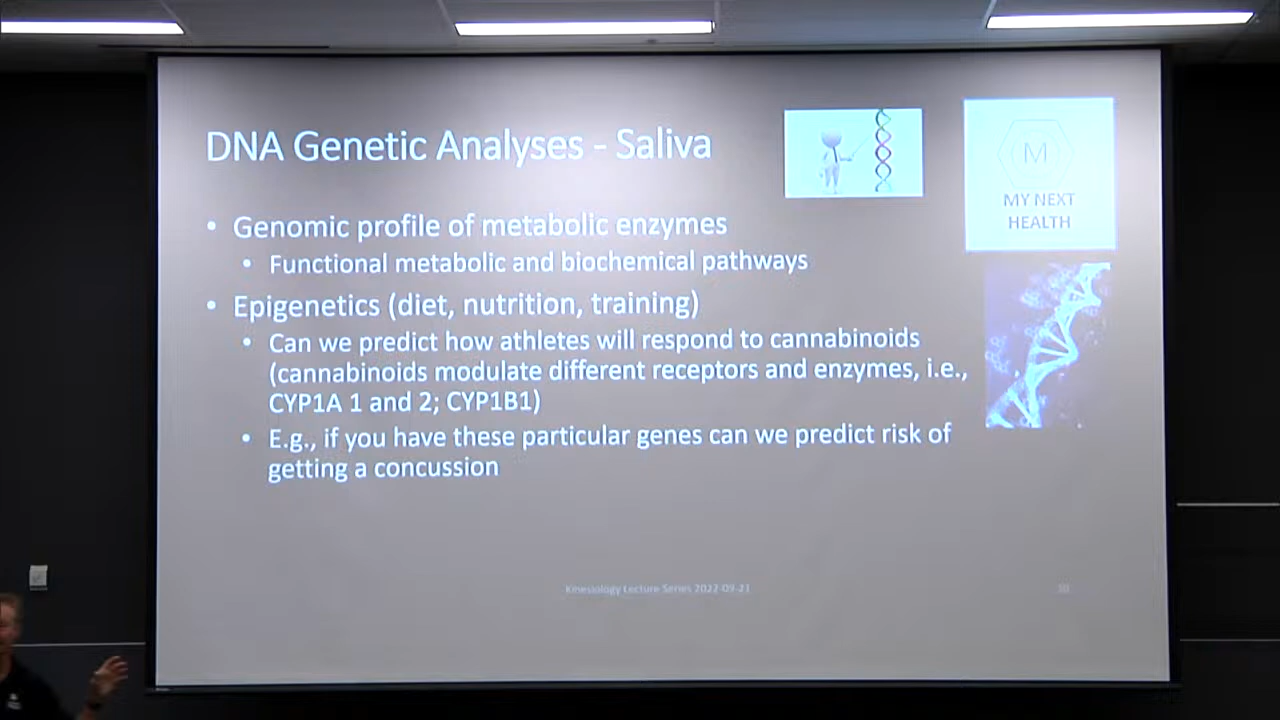 DNA Genetic Analyses - Saliva
M
MY NEXT
HEALTH
• Genomic profile of metabolic enzymes
• Functional metabolic and biochemical pathways
• Epigenetics (diet, nutrition, training)
• Can we predict how athletes will respond to cannabinoids
(cannabinoids modulate different receptors and enzymes, i.e.,
CYP1A 1 and 2; CYP1B1)
• E.g., if you have these particular genes can we predict risk of
getting a concussion
Kinesiology Lecture Series 2022-09-21